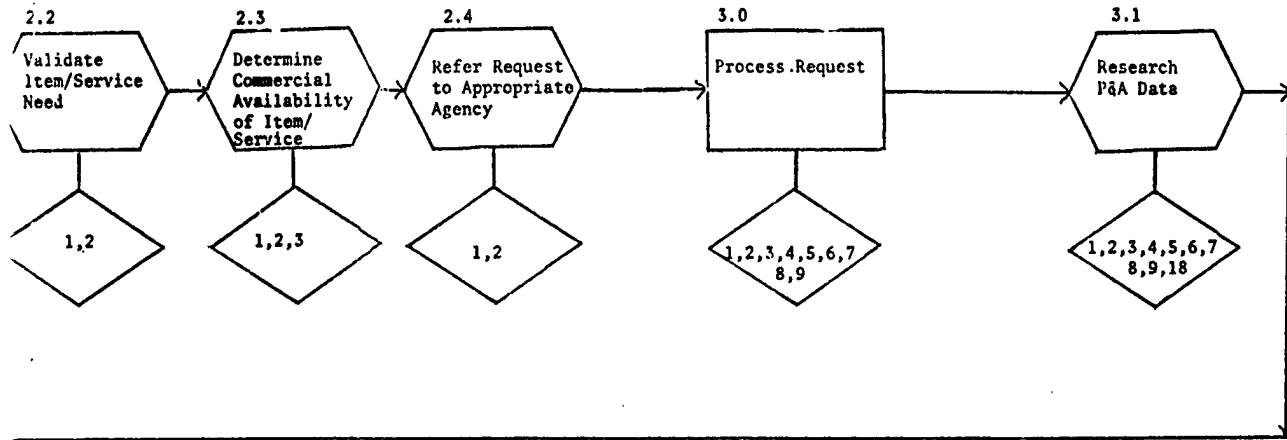 2.2
2.3
2.4
3.0
3.1
Validate
Item/Service
Need
Determine
Commercial
Availability
of Item/
Service
Refer Request
to Appropriate
Agency
Process.Request
Research
P&A Data
1,2
1,2,3
1,2
1,2,3,4,5,6,7
8,9
1,2,3,4,5,6,7
8,9,18